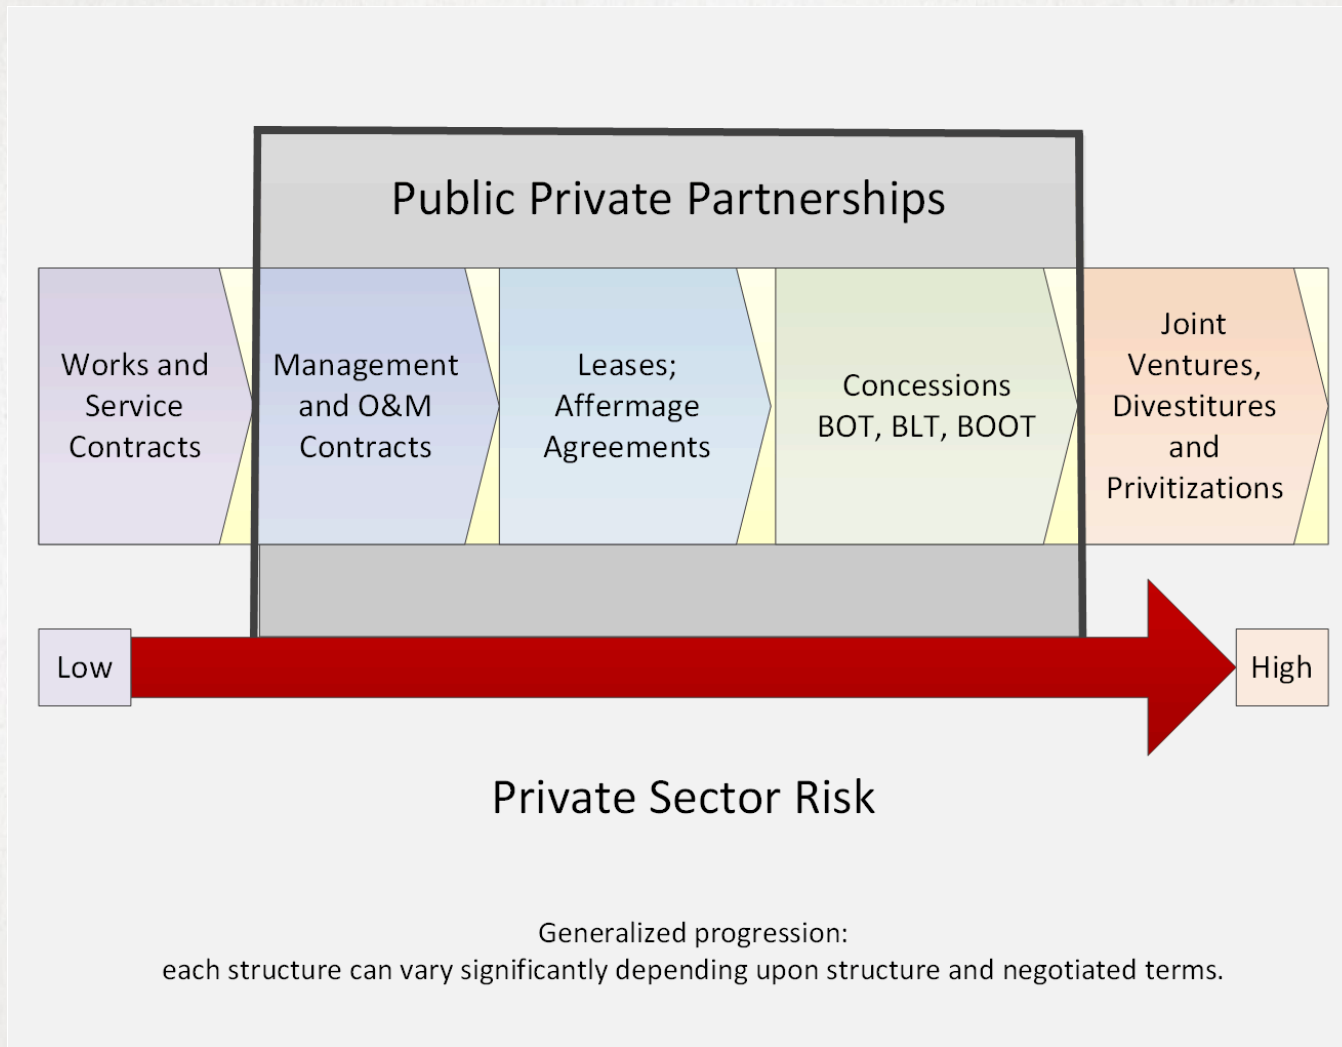 Public Private Partnerships
Works and
Service
Contracts
Management
and O&M
Contracts
Leases;
Affermage
Agreements
Concessions
BOT, BLT, BOOT
Joint
Ventures,
Divestitures
and
Privitizations
Low
High
Private Sector Risk
Generalized progression:
each structure can vary significantly depending upon structure and negotiated terms.